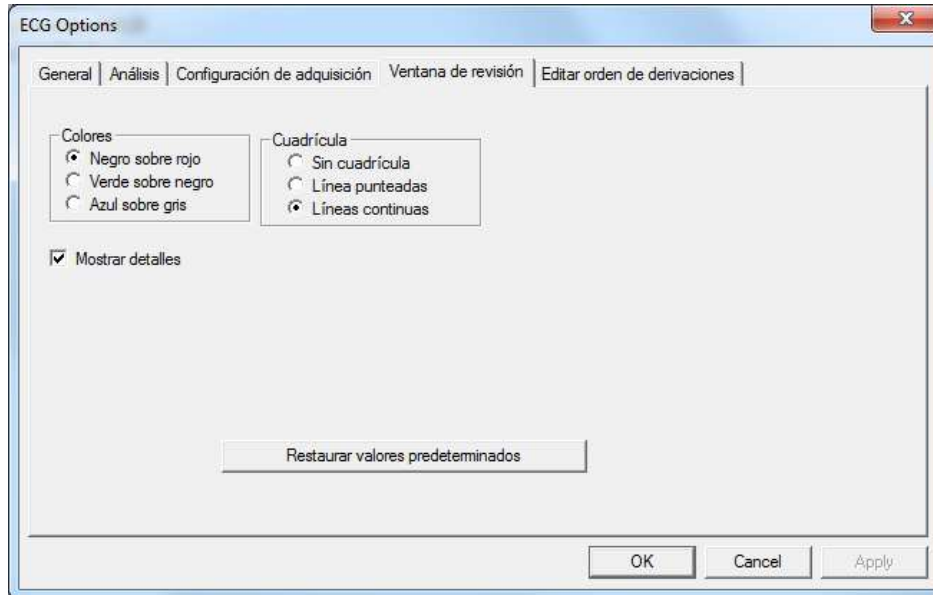 ECG Options
General
Análisis
Configuración de adquisición
Ventana de revisión
Editar orden de derivaciones
Colores
Negro sobre rojo
Verde sobre negro
Azul sobre gris
Cuadrícula
Sin cuadrícula
Línea punteadas
Líneas continuas
Mostrar detalles
Restaurar valores predeterminados
OK
Cancel
Apply